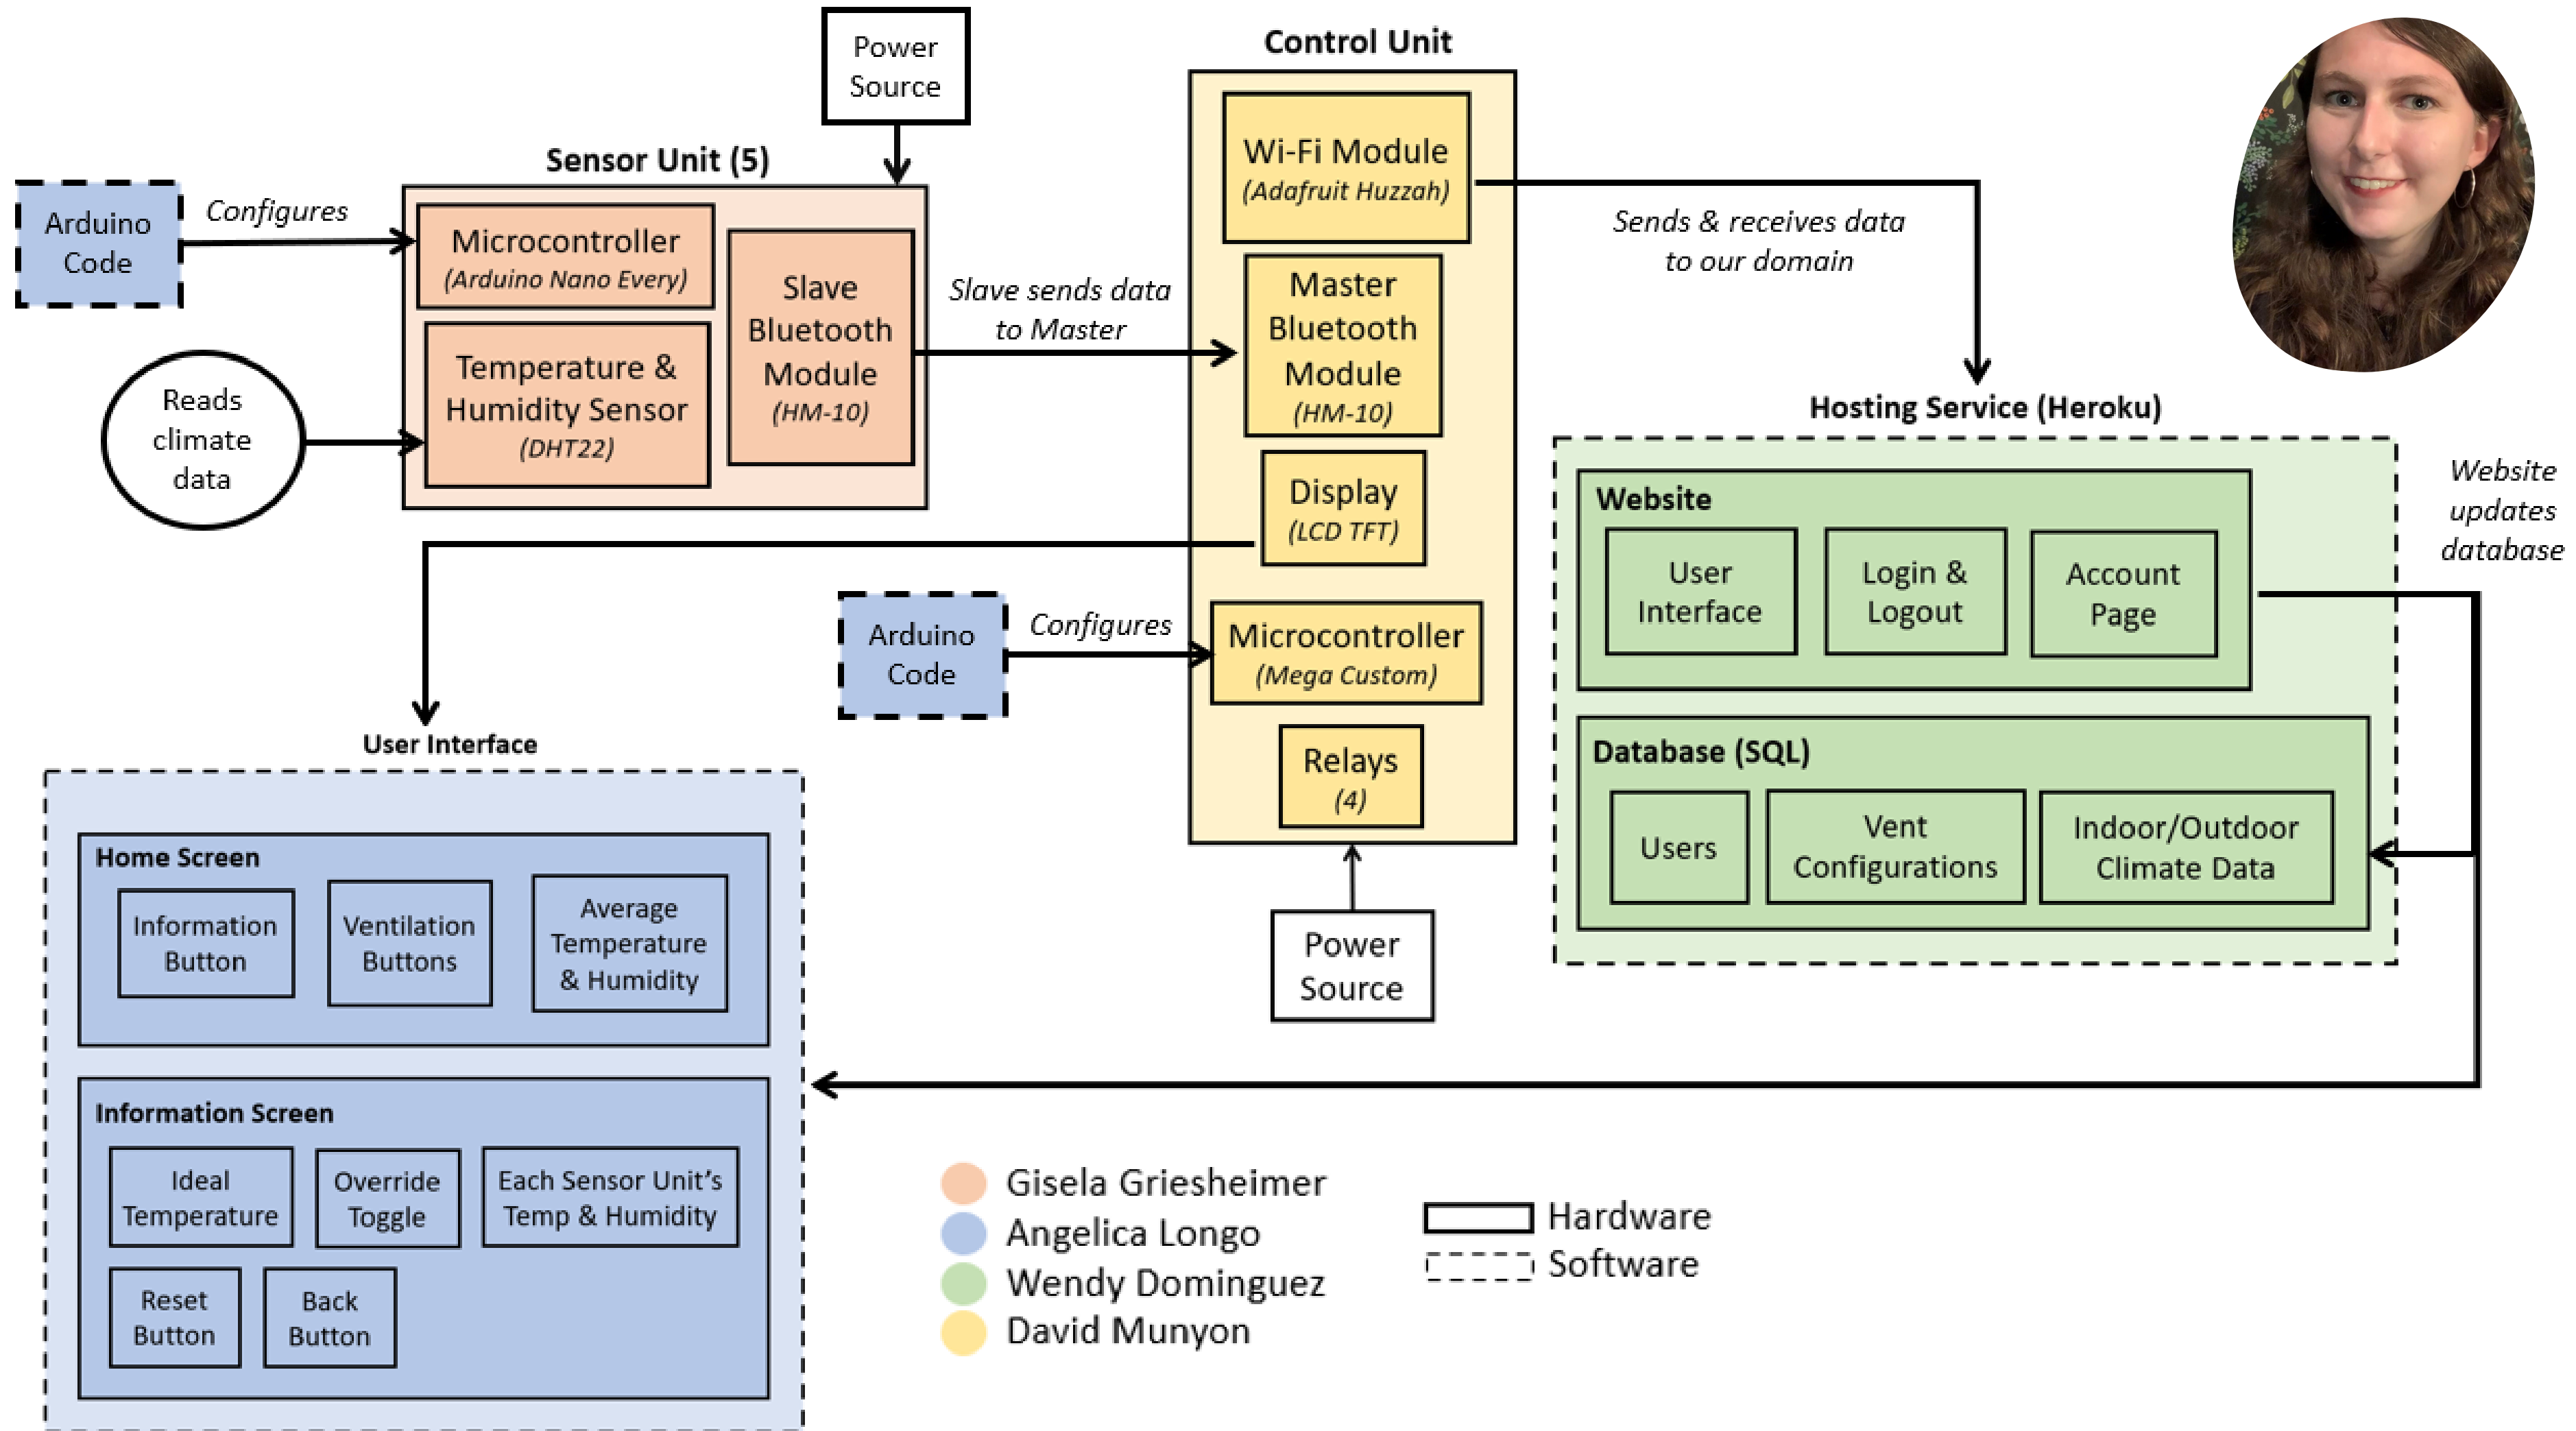 Power
Source
Control Unit
Sensor Unit (5)
Arduino
Code
Configures
Microcontroller
(Arduino Nano Every)
Temperature &
Humidity Sensor
(DHT22)
Slave
Bluetooth
Module
(HM-10)
Reads
climate
data
Slave sends data
to Master
Wi-Fi Module
(Adafruit Huzzah)
Master
Bluetooth
Module
(HM-10)
Display
(LCD TFT)
Arduino
Code
Configures
Microcontroller
(Mega Custom)
Relays
(4)
Power
Source
Sends & receives data
to our domain
Hosting Service (Heroku)
Website
User
Interface
Login &
Logout
Account
Page
Website
updates
database
Database (SQL)
Users
Vent
Configurations
Indoor/Outdoor
Climate Data
User Interface
Home Screen
Information
Button
Ventilation
Buttons
Average
Temperature
& Humidity
Information Screen
Ideal
Temperature
Override
Toggle
Each Sensor Unit's
Temp & Humidity
Reset
Button
Back
Button
Gisela Griesheimer
Angelica Longo
Wendy Dominguez
David Munyon
Hardware
Software